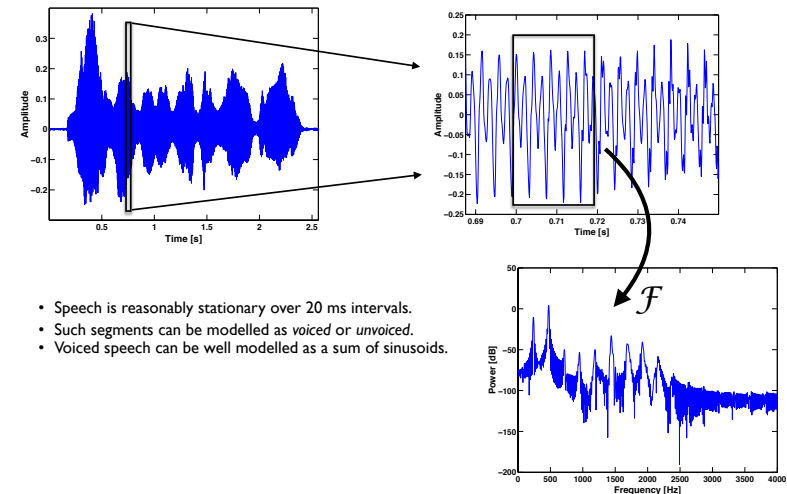 0.3
0.2
0.1
0
−0.1
−0.2
Amplitude
0.5 1 1.5 2 2.5
Time [s]
0.25
0.2
0.15
0.1
0.05
0
−0.05
−0.1
−0.15
−0.2
−0.25
Amplitude
0.69 0.7 0.71 0.72 0.73 0.74
Time [s]
• Speech is reasonably stationary over 20 ms intervals.
• Such segments can be modelled as voiced or unvoiced.
• Voiced speech can be well modelled as a sum of sinusoids.
ℱ
50
0
−50
−100
−150
−200
Power [dB]
0 500 1000 1500 2000 2500 3000 3500 4000
Frequency [Hz]